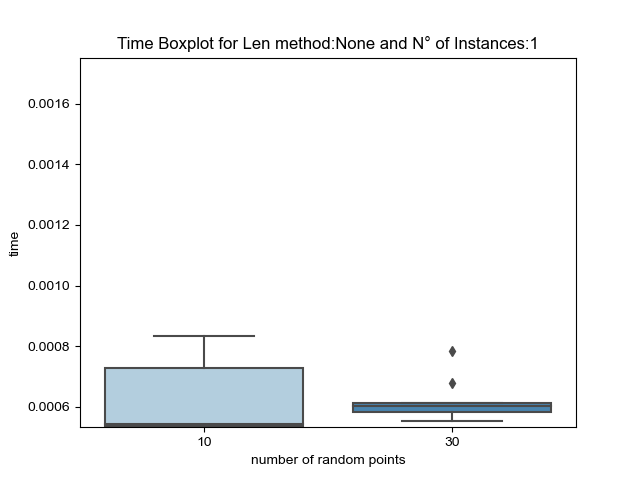 Time Boxplot for Len method:None and N° of Instances:1
time
0.0016
0.0014
0.0012
0.0010
0.0008
0.0006
10
30
number of random points